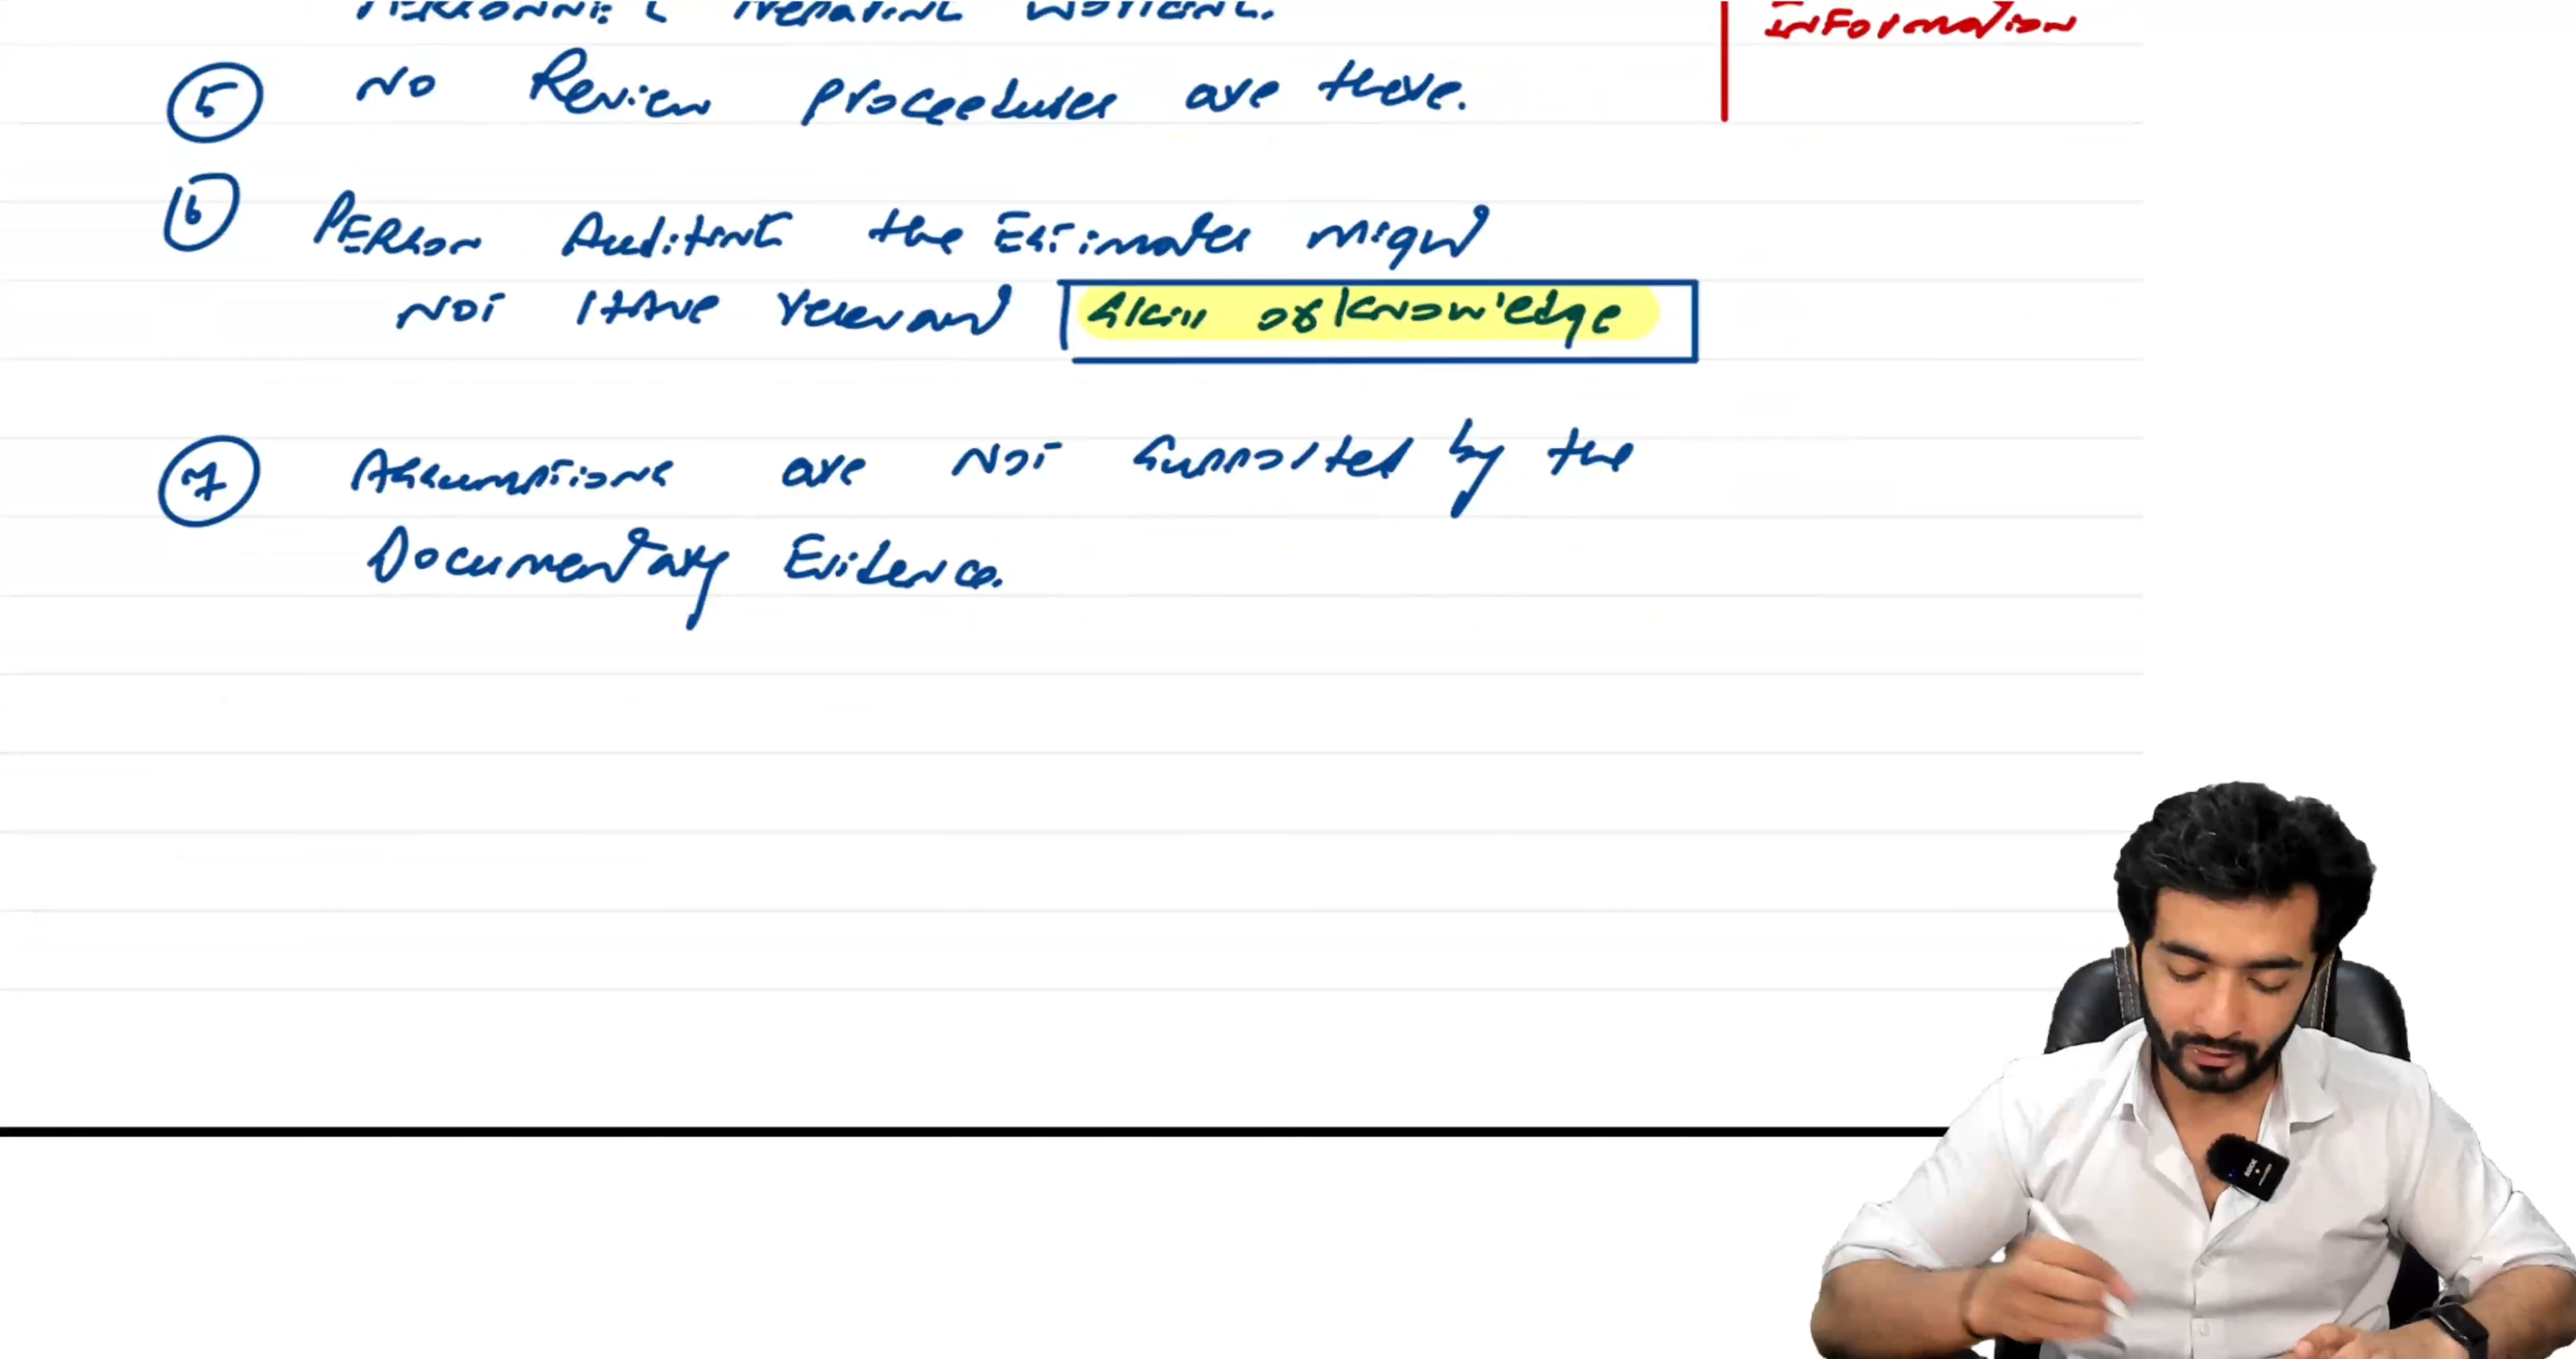 Information
5 No Review Procedures are there.
6 Person Auditing the Estimates might
not have relevant skill or knowledge
7 Assumptions are not supported by the
Documentary Evidence.